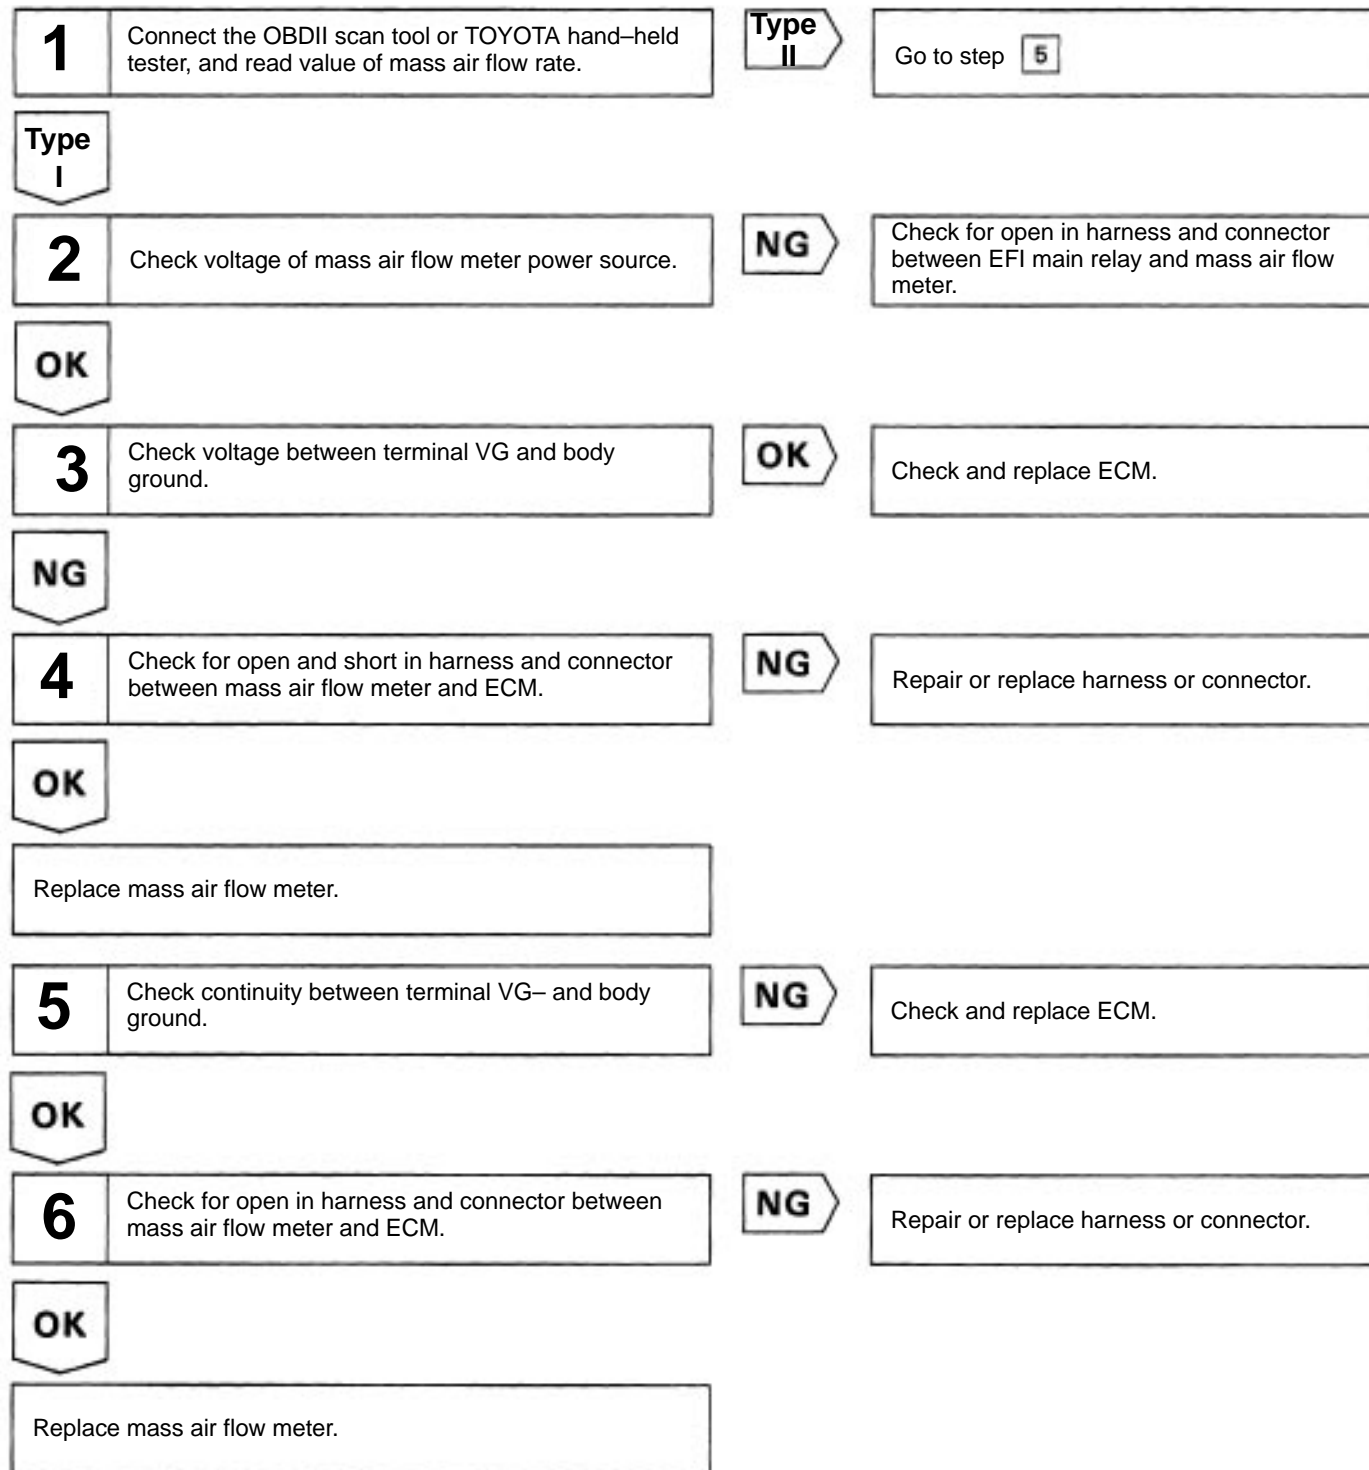 1
Connect the OBDII scan tool or TOYOTA hand–held
tester, and read value of mass air flow rate.
Type
II
Go to step 5
Type
I
2
Check voltage of mass air flow meter power source.
NG
Check for open in harness and connector
between EFI main relay and mass air flow
meter.
OK
3
Check voltage between terminal VG and body
ground.
OK
Check and replace ECM.
NG
4
Check for open and short in harness and connector
between mass air flow meter and ECM.
NG
Repair or replace harness or connector.
OK
Replace mass air flow meter.
5
Check continuity between terminal VG– and body
ground.
NG
Check and replace ECM.
OK
6
Check for open in harness and connector between
mass air flow meter and ECM.
NG
Repair or replace harness or connector.
OK
Replace mass air flow meter.